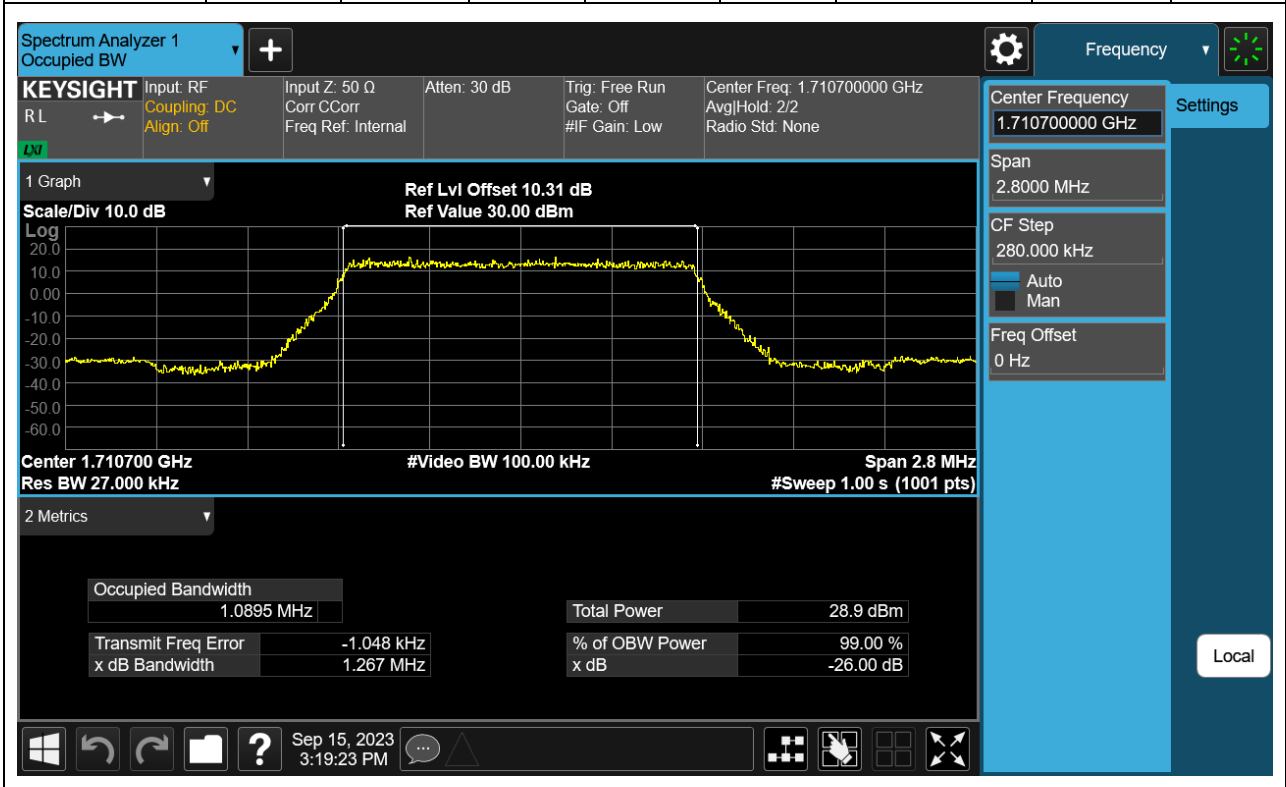 Spectrum Analyzer 1
Occupied BW
Frequency
KEYSIGHT
RL
LXI
Input: RF
Coupling: DC
Align: Off
Input Z: 50 Ω
Corr CCorr
Freq Ref: Internal
Atten: 30 dB
Trig: Free Run
Gate: Off
#IF Gain: Low
Center Freq: 1.710700000 GHz
Avg|Hold: 2/2
Radio Std: None
Center Frequency
1.710700000 GHz
Settings
Span
2.8000 MHz
CF Step
280.000 kHz
Auto
Man
Freq Offset
0 Hz
1 Graph
Scale/Div 10.0 dB
Ref Lvl Offset 10.31 dB
Ref Value 30.00 dBm
Log
20.0
10.0
0.00
-10.0
-20.0
-30.0
-40.0
-50.0
-60.0
Center 1.710700 GHz
#Video BW 100.00 kHz
Span 2.8 MHz
Res BW 27.000 kHz
#Sweep 1.00 s (1001 pts)
2 Metrics
Occupied Bandwidth
1.0895 MHz
Total Power 28.9 dBm
Transmit Freq Error -1.048 kHz
% of OBW Power 99.00 %
x dB Bandwidth 1.267 MHz
x dB -26.00 dB
Local
?
Sep 15, 2023
3:19:23 PM